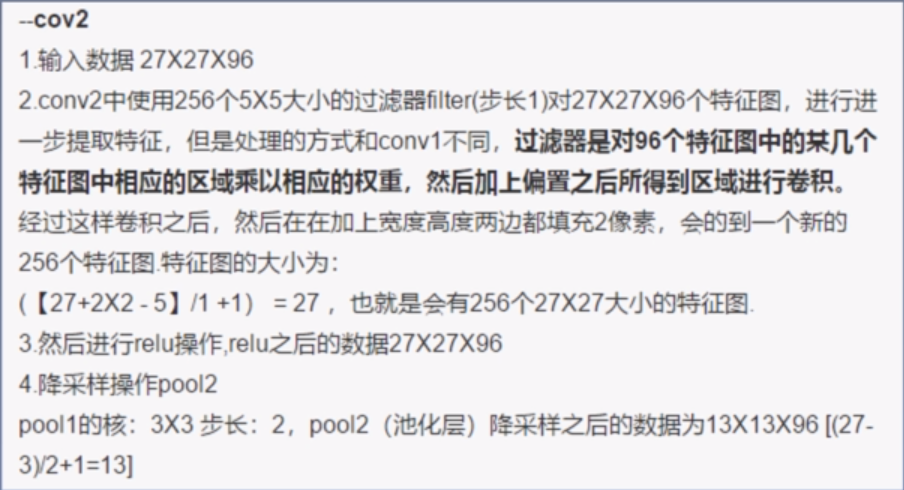 --cov2
1.输入数据 27X27X96
2.conv2中使用256个5X5大小的过滤器filter(步长1)对27X27X96个特征图，进行进
一步提取特征，但是处理的方式和conv1不同，过滤器是对96个特征图中的某几个
特征图中相应的区域乘以相应的权重，然后加上偏置之后所得到区域进行卷积。
经过这样卷积之后，然后在在加上宽度高度两边都填充2像素，会的到一个新的
256个特征图.特征图的大小为：
(【27+2X2 - 5】/1 +1） = 27 ，也就是会有256个27X27大小的特征图.
3.然后进行relu操作,relu之后的数据27X27X96
4.降采样操作pool2
pool1的核：3X3 步长：2，pool2（池化层）降采样之后的数据为13X13X96 [(27-
3)/2+1=13]